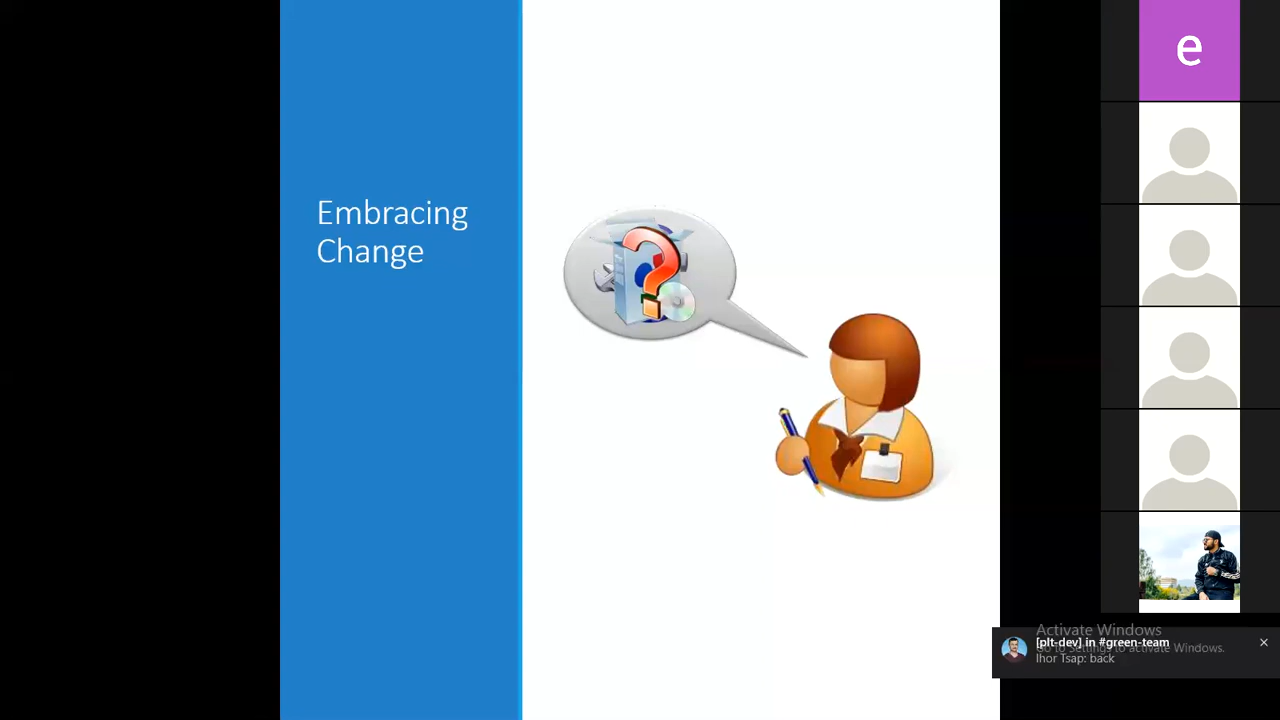 Embracing
Change
e
Activate Windows
[plt-dev] in #green-team
Go to Settings to activate Windows.
Ihor Tsap: back